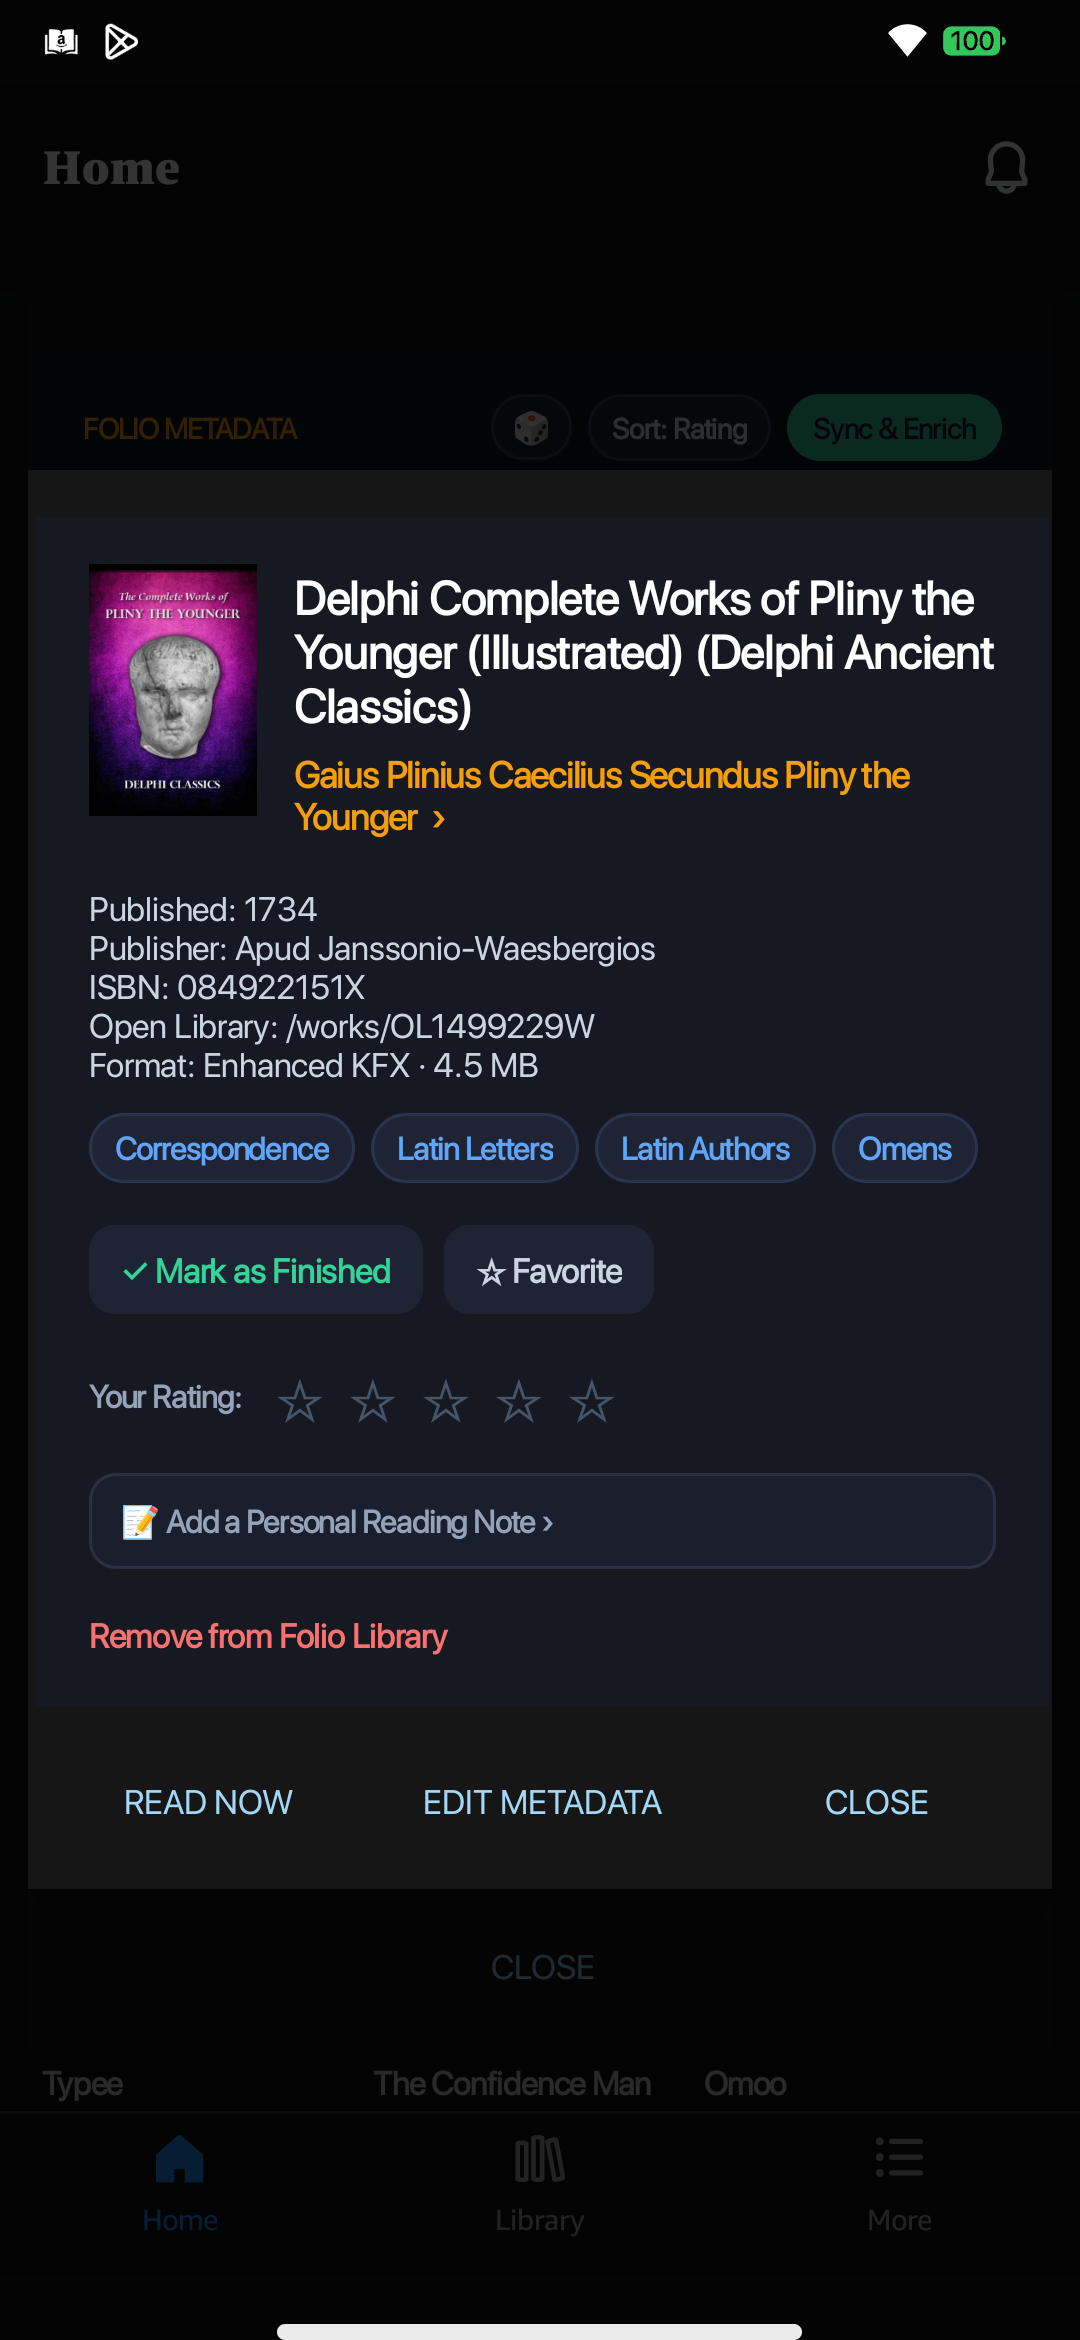 100
Home
FOLIO METADATA
Sort: Rating
Sync & Enrich
The Complete Works of
PLINY THE YOUNGER
DELPHI CLASSICS
Delphi Complete Works of Pliny the
Younger (Illustrated) (Delphi Ancient
Classics)
Gaius Plinius Caecilius Secundus Pliny the
Younger ›
Published: 1734
Publisher: Apud Janssonio-Waesbergios
ISBN: 084922151X
Open Library: /works/OL1499229W
Format: Enhanced KFX · 4.5 MB
Correspondence
Latin Letters
Latin Authors
Omens
✓ Mark as Finished
☆ Favorite
Your Rating: ☆ ☆ ☆ ☆ ☆
📝 Add a Personal Reading Note ›
Remove from Folio Library
READ NOW
EDIT METADATA
CLOSE
CLOSE
Typee
The Confidence Man
Omoo
Home
Library
More